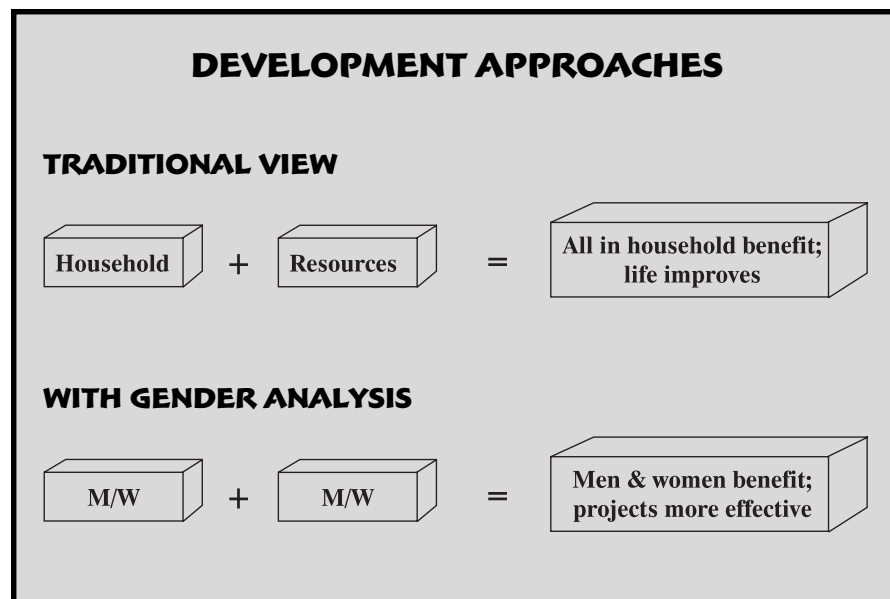 DEVELOPMENT APPROACHES
TRADITIONAL VIEW
Household + Resources = All in household benefit;
life improves
WITH GENDER ANALYSIS
M/W + M/W = Men & women benefit;
projects more effective